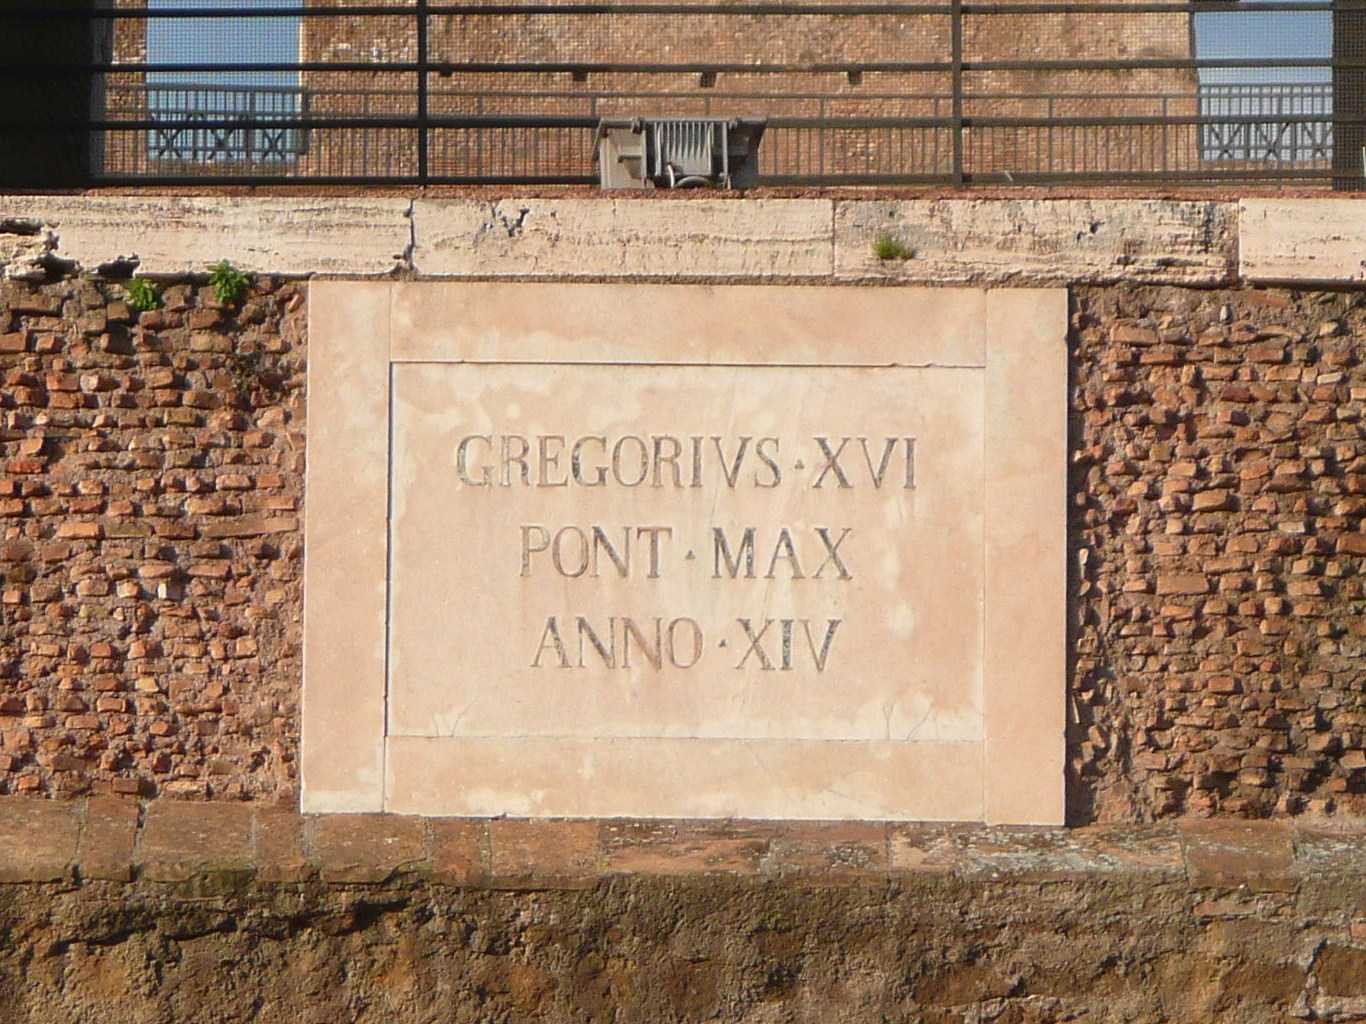 GREGORIVS · XVI
PONT · MAX
ANNO · XIV